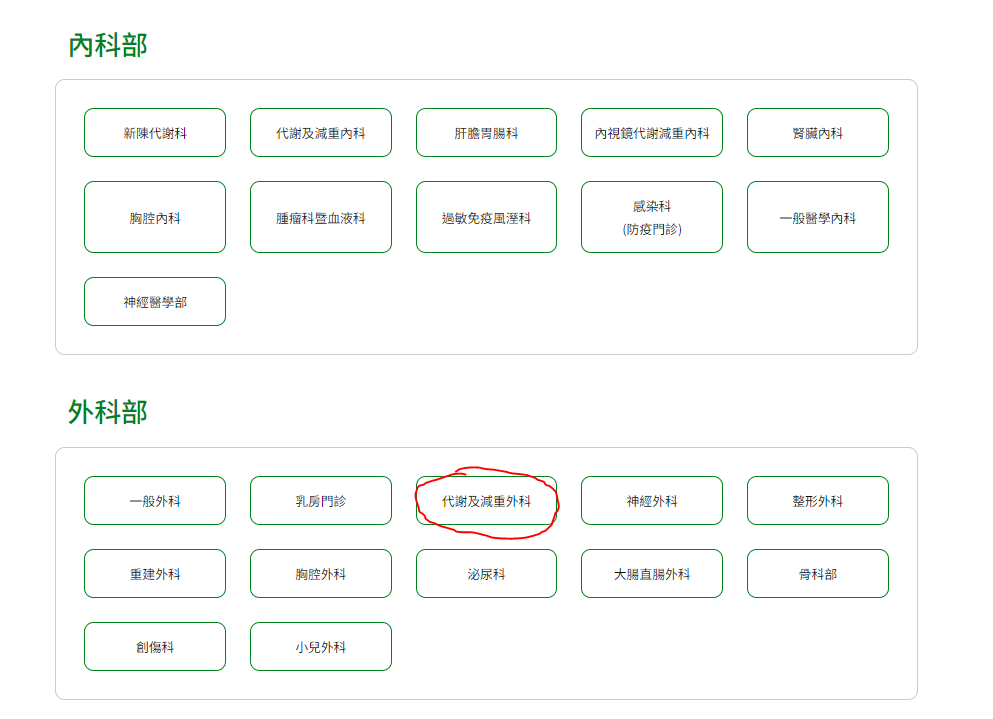 內科部
新陳代謝科
代謝及減重內科
肝膽胃腸科
內視鏡代謝減重內科
腎臟內科
胸腔內科
腫瘤科暨血液科
過敏免疫風溼科
感染科
(防疫門診)
一般醫學內科
神經醫學部
外科部
一般外科
乳房門診
代謝及減重外科
神經外科
整形外科
重建外科
胸腔外科
泌尿科
大腸直腸外科
骨科部
創傷科
小兒外科